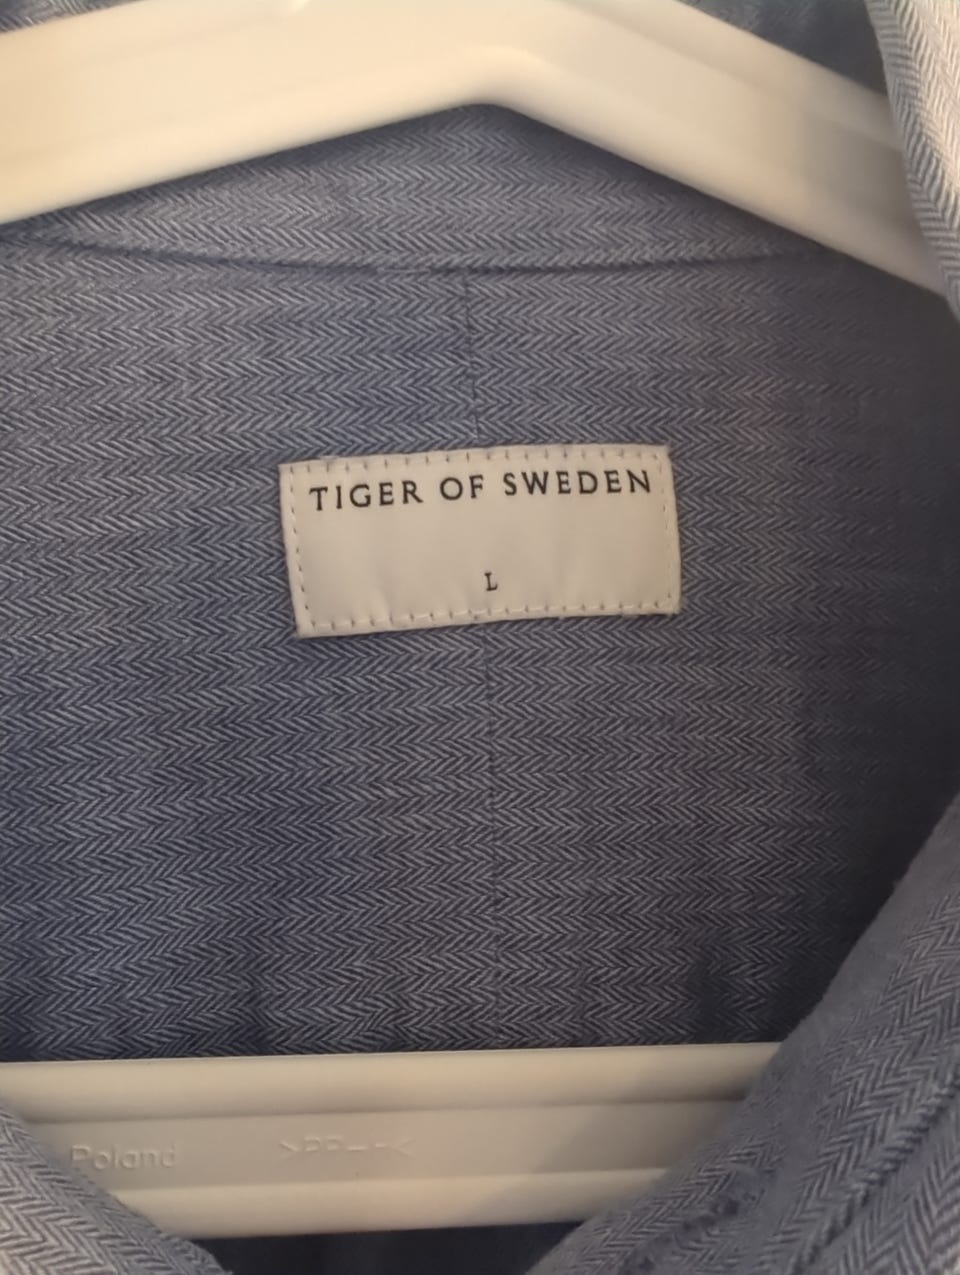 TIGER OF SWEDEN
L
Poland